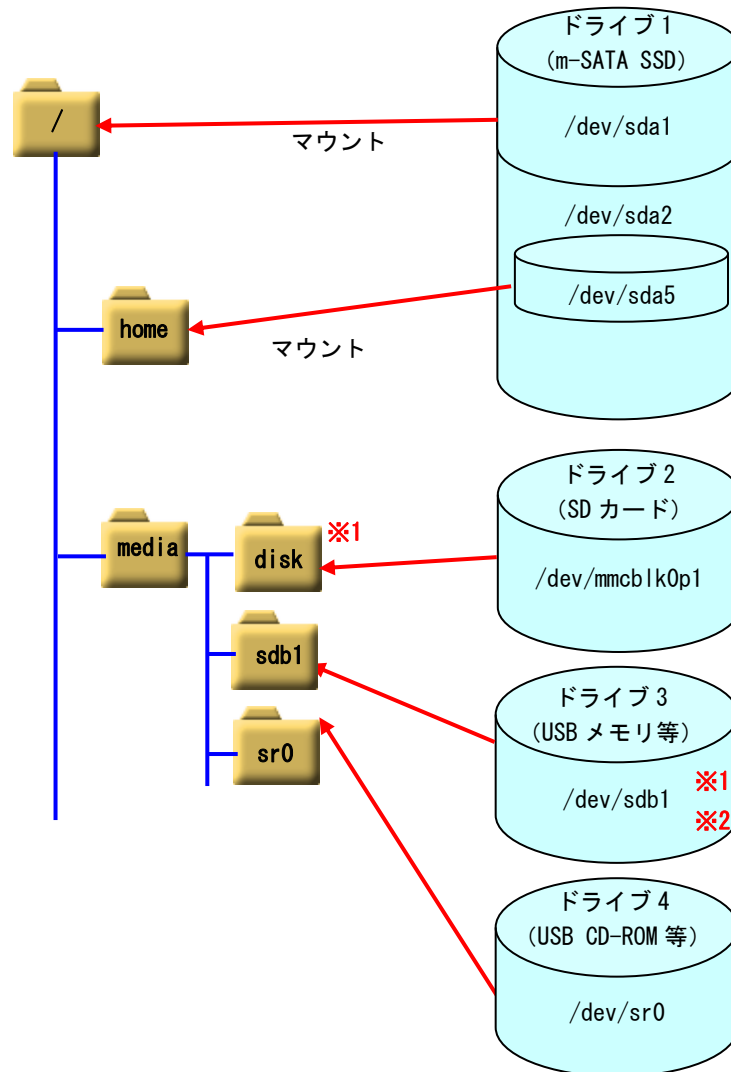 ドライブ1
(m-SATA SSD)
/
/dev/sda1
マウント
/dev/sda2
/dev/sda5
home
マウント
ドライブ2
(SD カード)
※1
media
disk
/dev/mmcblk0p1
sdb1
ドライブ3
(USB メモリ等)
sr0
/dev/sdb1
※1
※2
ドライブ4
(USB CD-ROM 等)
/dev/sr0